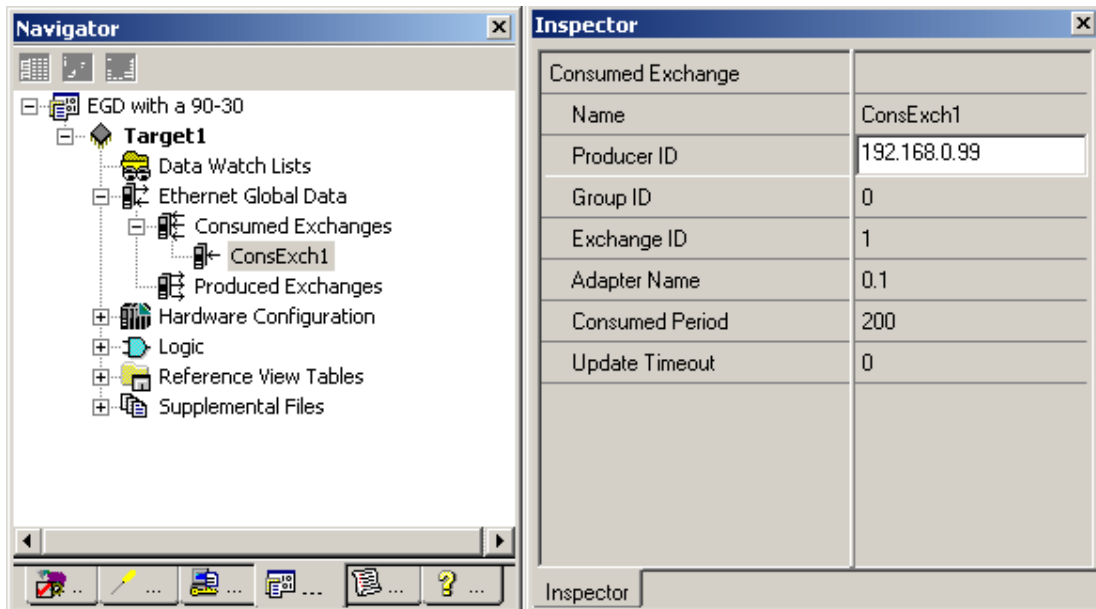 Navigator
EGD with a 90-30
Target1
Data Watch Lists
Ethernet Global Data
Consumed Exchanges
ConsExch1
Produced Exchanges
Hardware Configuration
Logic
Reference View Tables
Supplemental Files
.. ... ... ... ... ...
Inspector
Consumed Exchange
Name ConsExch1
Producer ID 192.168.0.99
Group ID 0
Exchange ID 1
Adapter Name 0.1
Consumed Period 200
Update Timeout 0
Inspector